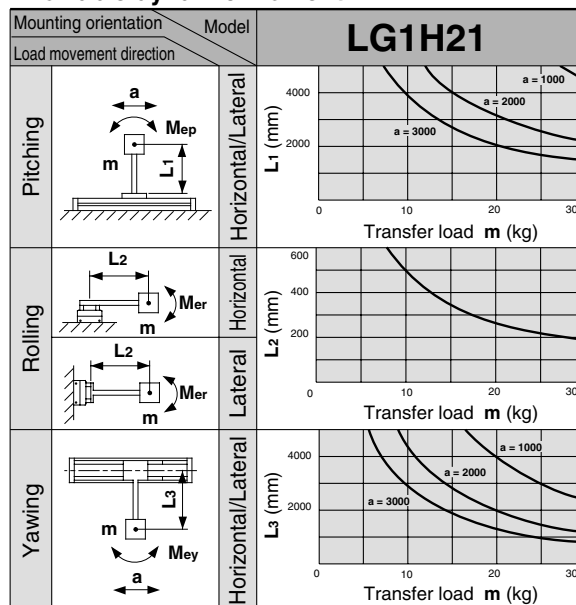 Mounting orientation
Model
Load movement direction
LG1H21
Pitching
a
Mep
m
L1
Horizontal/Lateral
L1 (mm)
4000
2000
a = 1000
a = 2000
a = 3000
0
10
20
30
Transfer load m (kg)
Rolling
L2
Mer
m
Horizontal
L2
Mer
m
Lateral
L2 (mm)
600
400
200
0
10
20
30
Transfer load m (kg)
Yawing
L3
m
Mey
a
Horizontal/Lateral
L3 (mm)
4000
2000
a = 1000
a = 2000
a = 3000
0
10
20
30
Transfer load m (kg)